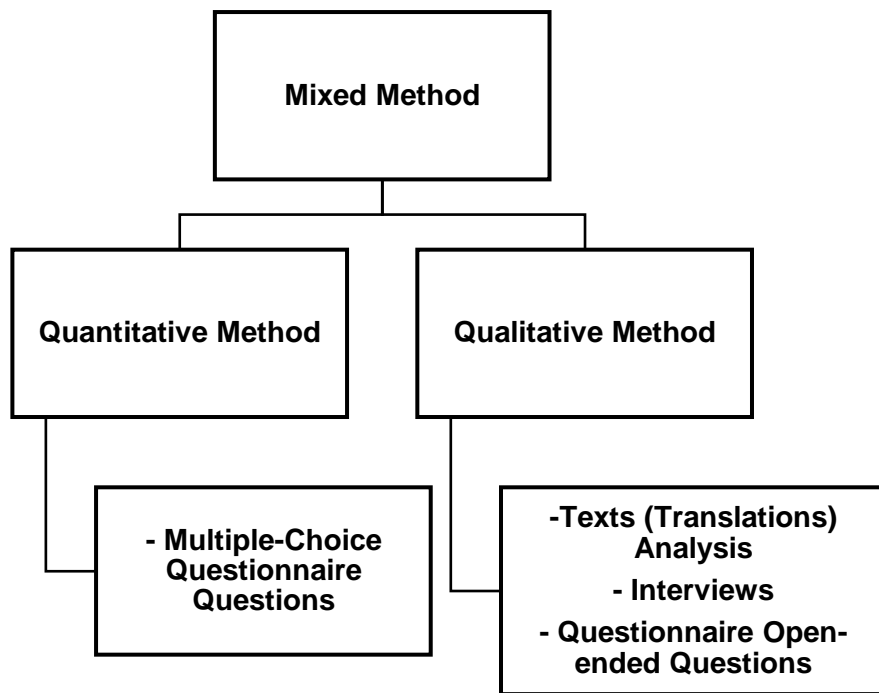 Mixed Method
Quantitative Method
Qualitative Method
- Multiple-Choice
Questionnaire
Questions
-Texts (Translations)
Analysis
- Interviews
- Questionnaire Open-
ended Questions